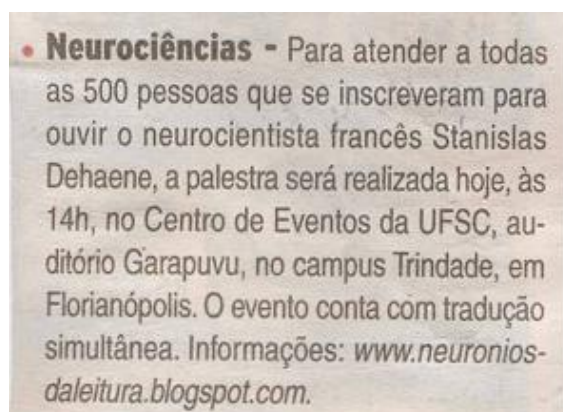 • Neurociências - Para atender a todas
as 500 pessoas que se inscreveram para
ouvir o neurocientista francês Stanislas
Dehaene, a palestra será realizada hoje, às
14h, no Centro de Eventos da UFSC, au-
ditório Garapuvu, no campus Trindade, em
Florianópolis. O evento conta com tradução
simultânea. Informações: www.neuronios-
daleitura.blogspot.com.